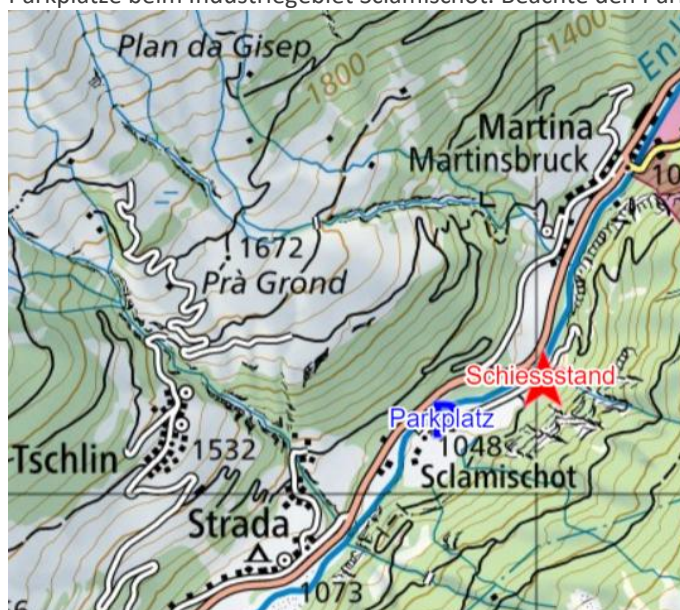 Parkplätze beim Industriegebiet Sclamischot. Beachte den
Plan da Gisep
1800
1400
En-
Martina
Martinsbruck
10
1672
Prà Grond
Schiessstand
Parkplatz
1048
Tschlin
1532
Sclamischot
Strada
1073